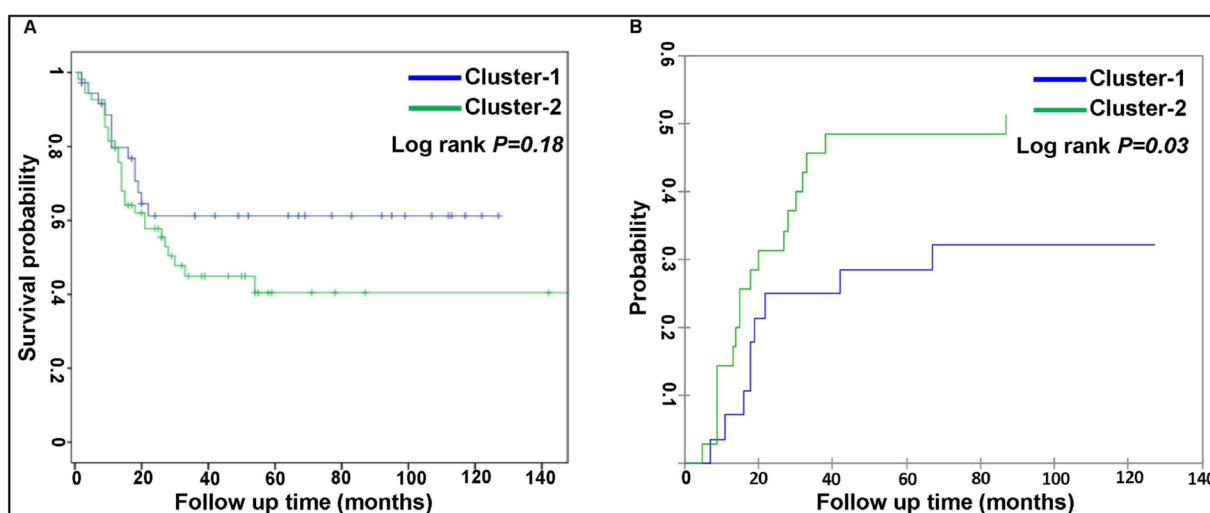 A
Cluster-1
Cluster-2
Log rank P=0.18
Survival probability
1
0.8
0.6
0.4
0.2
0
0 20 40 60 80 100 120 140
Follow up time (months)
B
Cluster-1
Cluster-2
Log rank P=0.03
Probability
0.6
0.5
0.4
0.3
0.2
0.1
0 20 40 60 80 100 120 140
Follow up time (months)